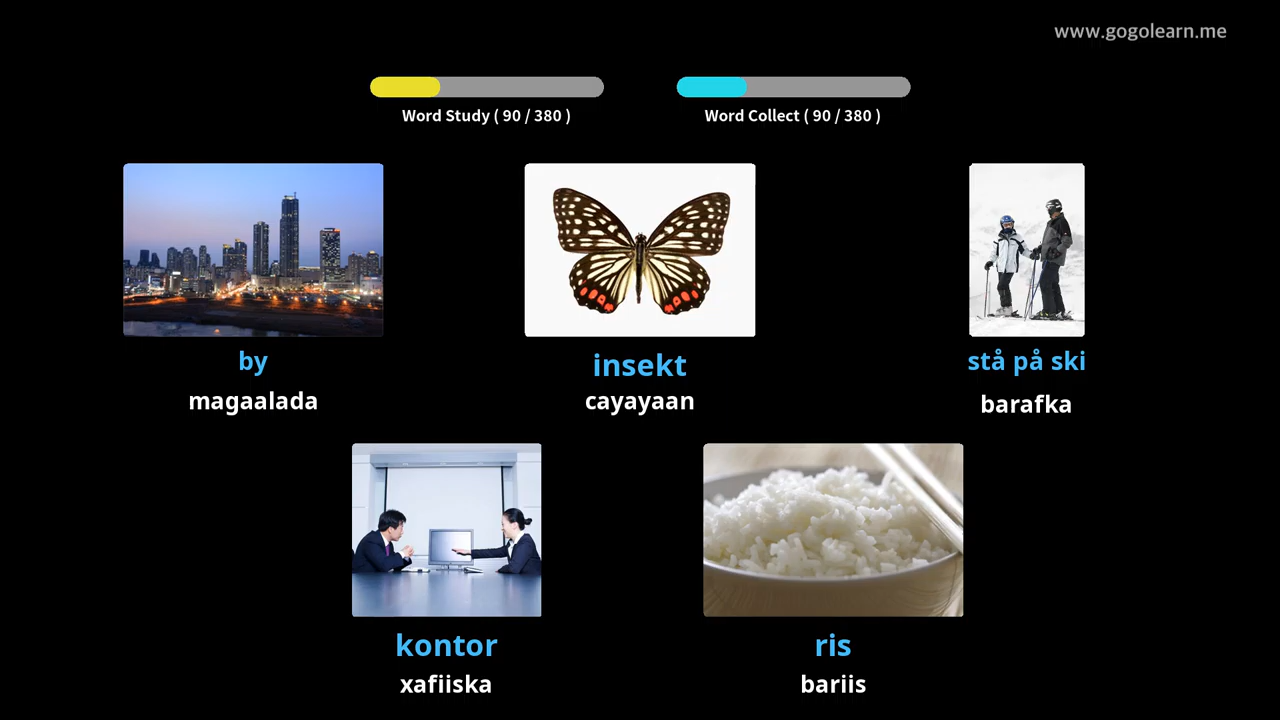 www.gogolearn.me
Word Study ( 90 / 380 )
Word Collect ( 90 / 380 )
by
magaalada
insekt
cayayaan
stå på ski
barafka
kontor
xafiiska
ris
bariis